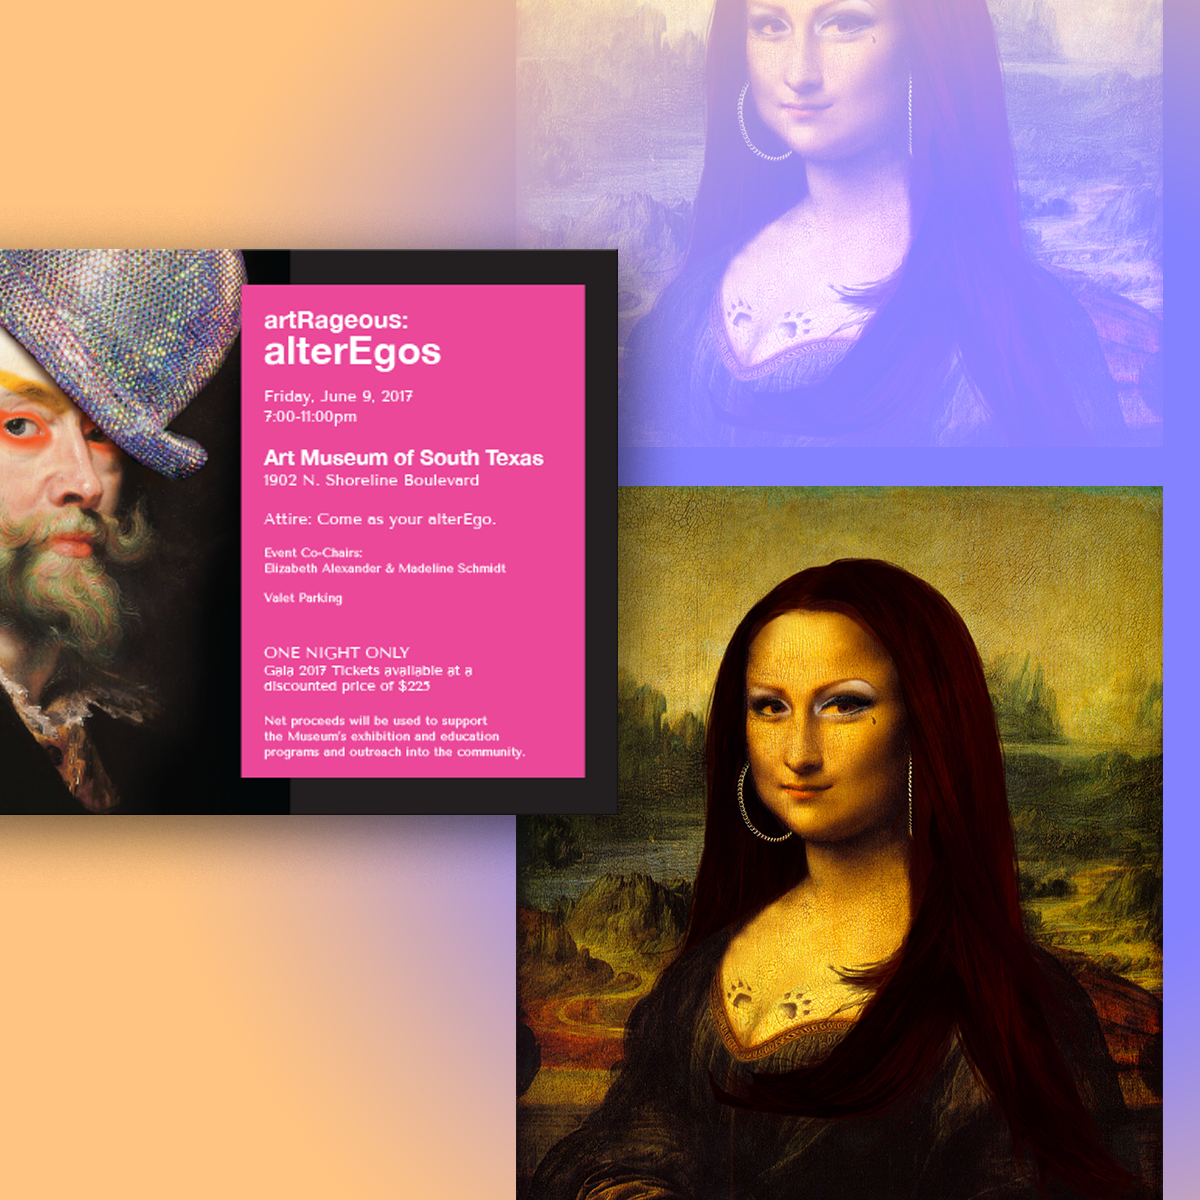 artRageous:
alterEgos
Friday, June 9, 2017
7:00-11:00pm
Art Museum of South Texas
1902 N. Shoreline Boulevard
Attire: Come as your alterEgo.
Event Co-Chairs:
Elizabeth Alexander & Madeline Schmidt
Valet Parking
ONE NIGHT ONLY
Gala 2017 Tickets available at a
discounted price of $225
Net proceeds will be used to support
the Museum's exhibition and education
programs and outreach into the community.